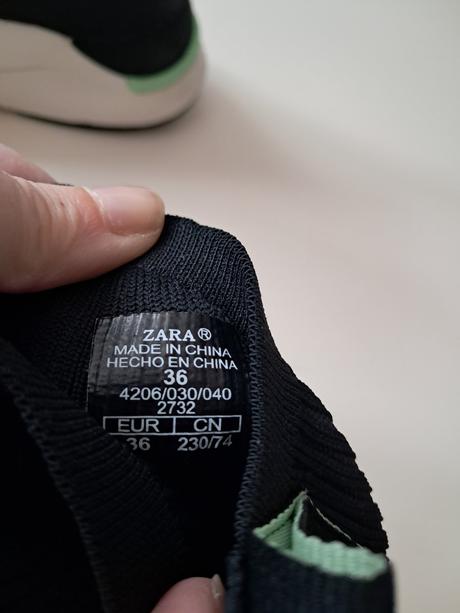 ZARA®
MADE IN CHINA
HECHO EN CHINA
36
4206/030/040
2732
EUR CN
36 230/74